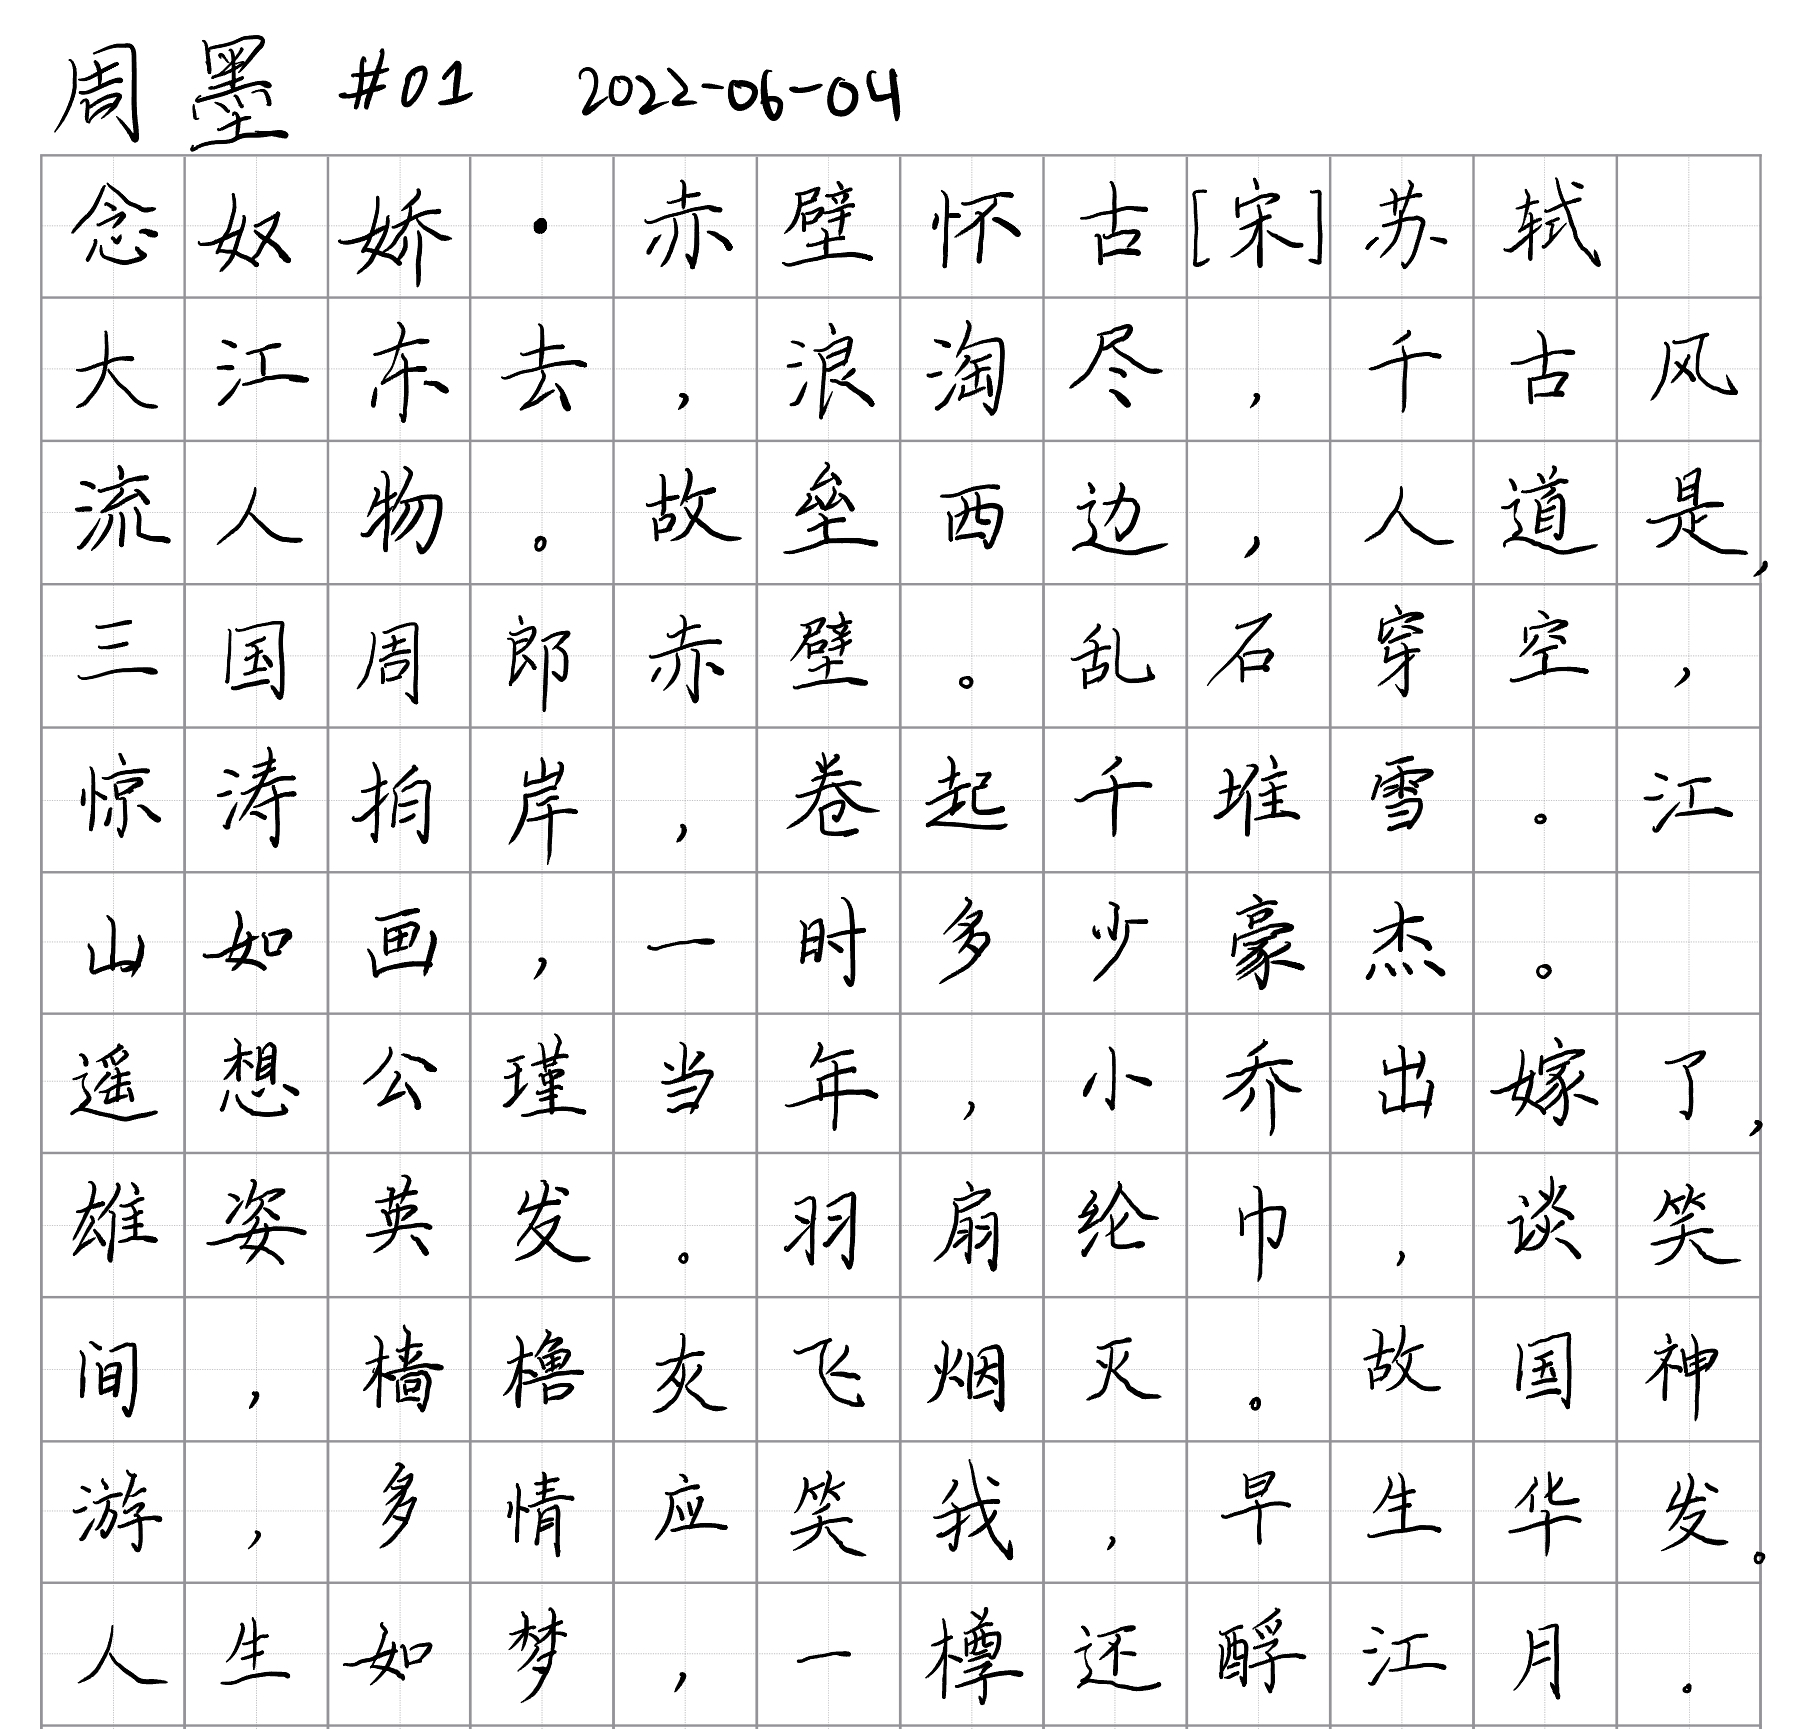 周墨 #01 2022-06-04
念奴娇·赤壁怀古[宋]苏轼
大江东去，浪淘尽，千古风
流人物。故垒西边，人道是，
三国周郎赤壁。乱石穿空，
惊涛拍岸，卷起千堆雪。江
山如画，一时多少豪杰。
遥想公瑾当年，小乔出嫁了，
雄姿英发。羽扇纶巾，谈笑
间，樯橹灰飞烟灭。故国神
游，多情应笑我，早生华发。
人生如梦，一樽还酹江月.